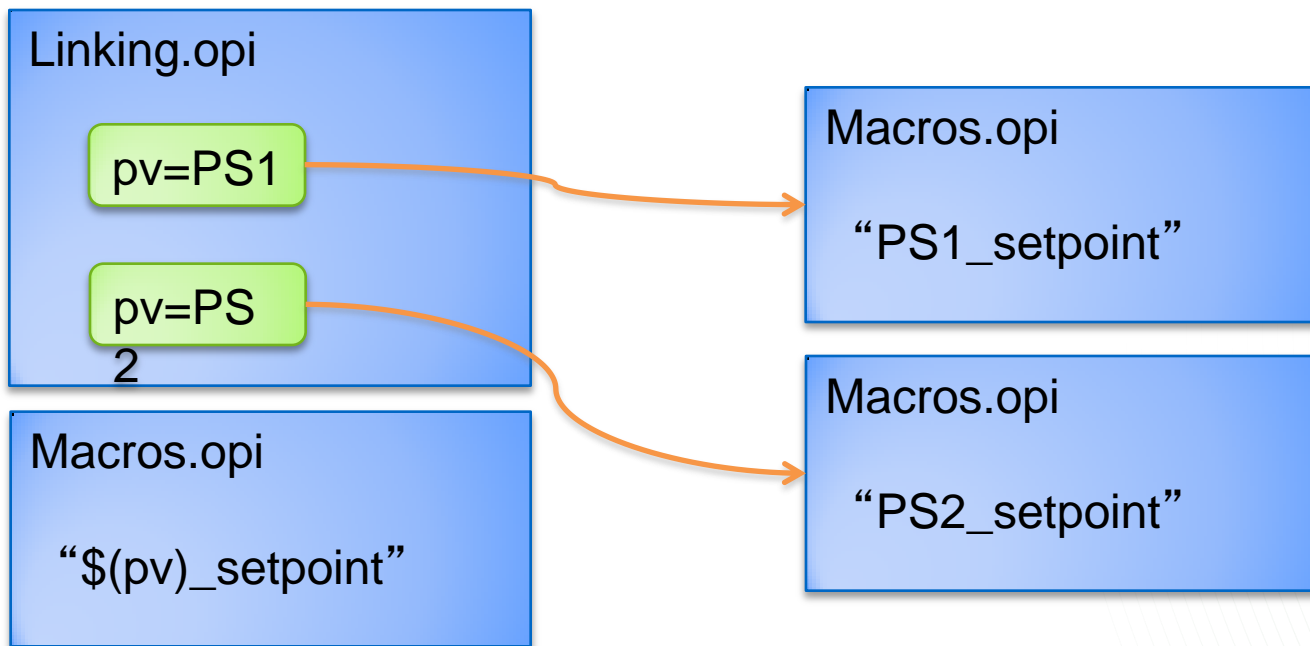 Linking.opi
pv=PS1
pv=PS
2
Macros.opi
“$(pv)_setpoint”
Macros.opi
“PS1_setpoint”
Macros.opi
“PS2_setpoint”